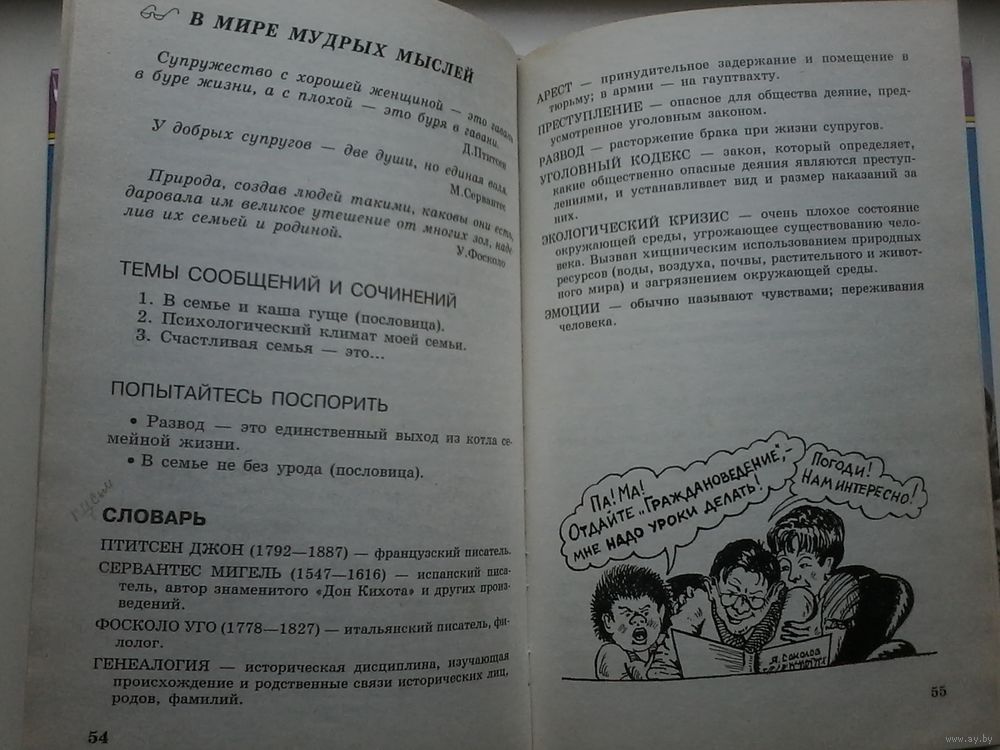 В МИРЕ МУДРЫХ МЫСЛЕЙ
Супружество с хорошей женщиной — это гавань
в буре жизни, а с плохой — это буря в гавани.
Д.Птитсен
У добрых супругов — две души, но единая воля.
М.Сервантес
Природа, создав людей такими, каковы они есть,
даровала им великое утешение от многих зол, наде
лив их семьей и родиной.
У.Фосколо
ТЕМЫ СООБЩЕНИЙ И СОЧИНЕНИЙ
1. В семье и каша гуще (пословица).
2. Психологический климат моей семьи.
3. Счастливая семья — это...
ПОПЫТАЙТЕСЬ ПОСПОРИТЬ
• Развод — это единственный выход из котла се-
мейной жизни.
• В семье не без урода (пословица).
СЛОВАРЬ
ПТИТСЕН ДЖОН (1792—1887) — французский писатель.
СЕРВАНТЕС МИГЕЛЬ (1547—1616) — испанский писа-
тель, автор знаменитого «Дон Кихота» и других произ-
ведений.
ФОСКОЛО УГО (1778—1827) — итальянский писатель, фи-
лолог.
ГЕНЕАЛОГИЯ — историческая дисциплина, изучающая
происхождение и родственные связи исторических лиц,
родов, фамилий.
54
АРЕСТ — принудительное задержание и помещение в
тюрьму; в армии — на гауптвахту.
ПРЕСТУПЛЕНИЕ — опасное для общества деяние, пред-
усмотренное уголовным законом.
РАЗВОД — расторжение брака при жизни супругов.
УГОЛОВНЫЙ КОДЕКС — закон, который определяет,
какие общественно опасные деяния являются преступ-
лениями, и устанавливает вид и размер наказаний за
них.
ЭКОЛОГИЧЕСКИЙ КРИЗИС — очень плохое состояние
окружающей среды, угрожающее существованию чело-
века. Вызван хищническим использованием природных
ресурсов (воды, воздуха, почвы, растительного и живот-
ного мира) и загрязнением окружающей среды.
ЭМОЦИИ — обычно называют чувствами; переживания
человека.
ПА! МА!
ОТДАЙТЕ „ГРАЖДАНОВЕДЕНИЕ",-
МНЕ НАДО УРОКИ ДЕЛАТЬ!
ПОГОДИ!
НАМ ИНТЕРЕСНО!
Я. Соколов
55
www.ay.by